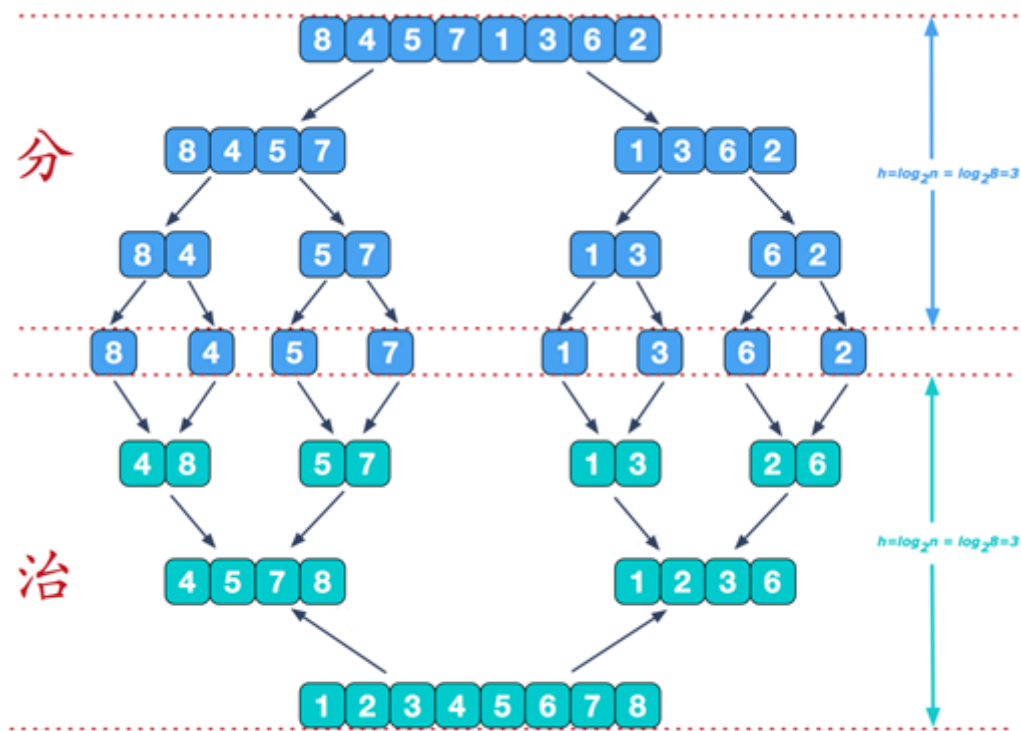 8 4 5 7 1 3 6 2
分
8 4 5 7 1 3 6 2
h=log₂n = log₂8=3
8 4 5 7 1 3 6 2
8 4 5 7 1 3 6 2
4 8 5 7 1 3 2 6
h=log₂n = log₂8=3
治
4 5 7 8 1 2 3 6
1 2 3 4 5 6 7 8